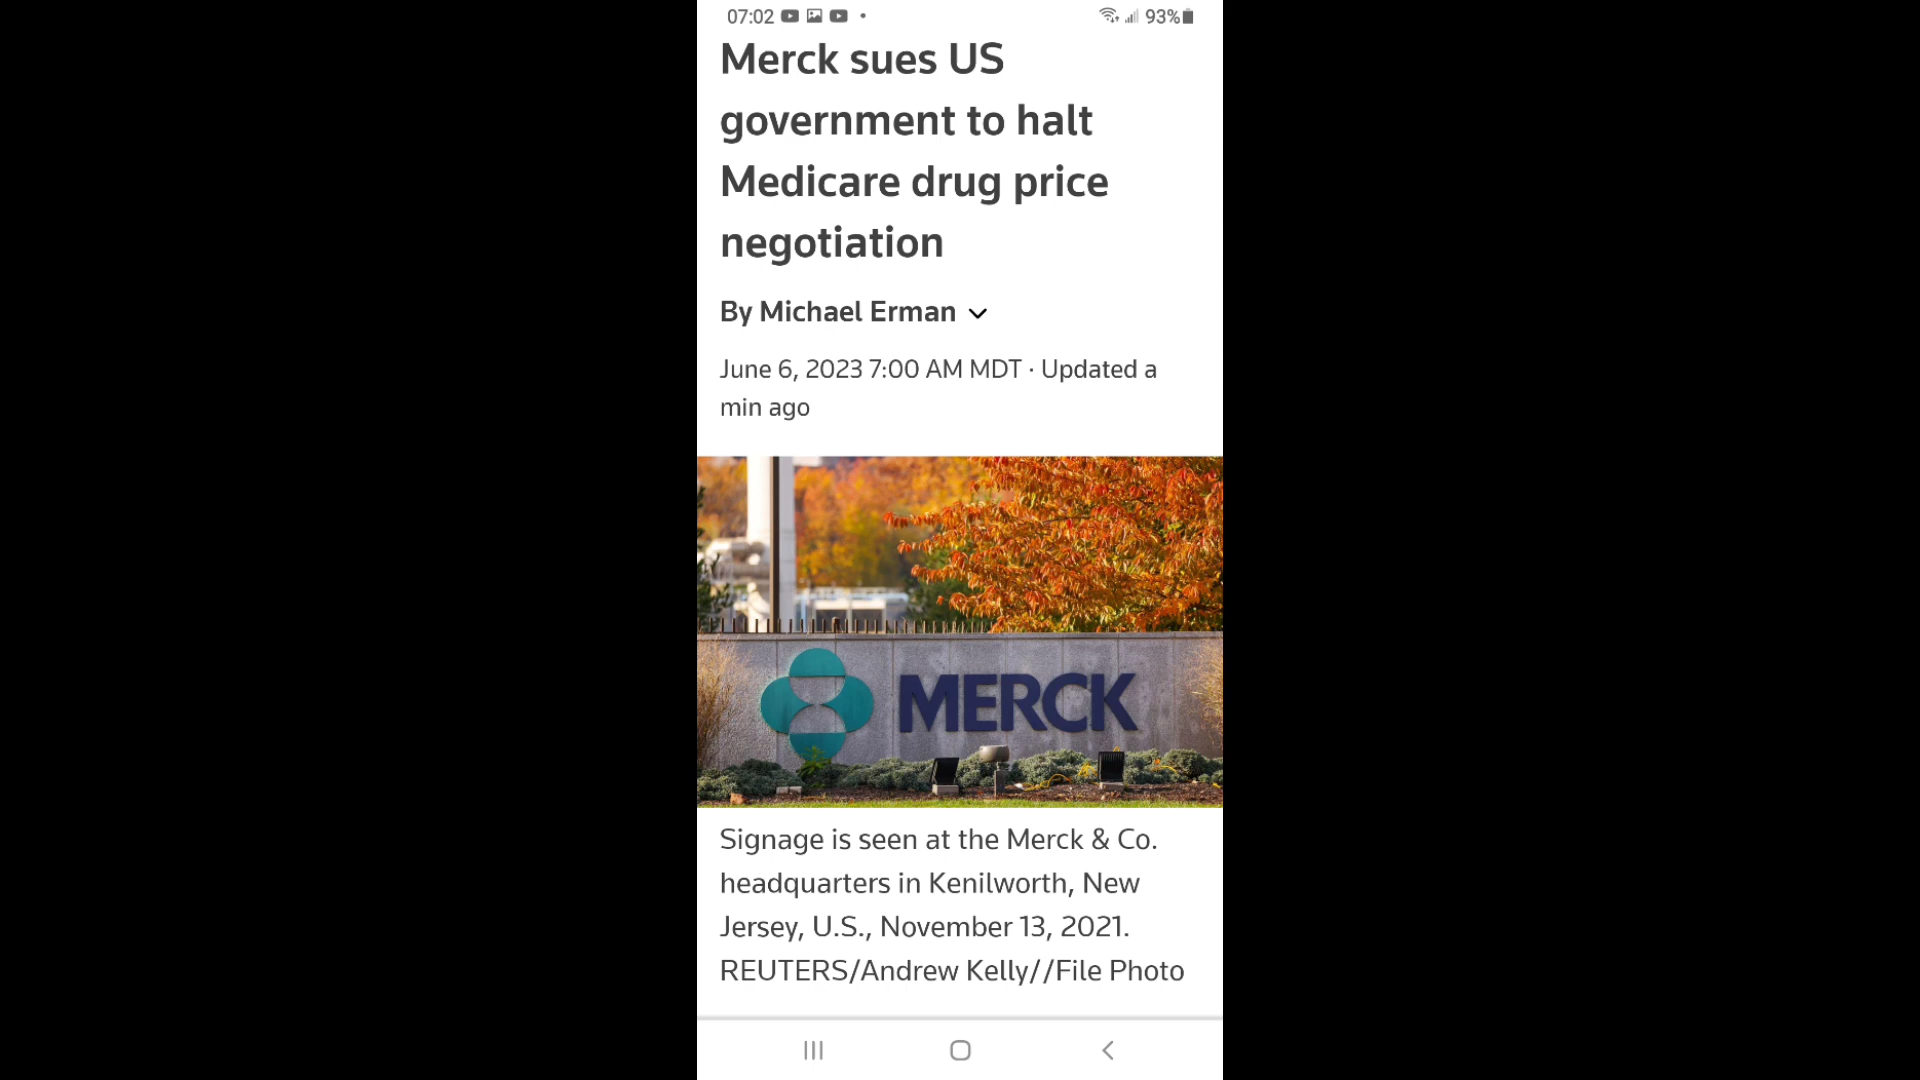 07:02
93%
Merck sues US
government to halt
Medicare drug price
negotiation
By Michael Erman
June 6, 2023 7:00 AM MDT · Updated a
min ago
MERCK
Signage is seen at the Merck & Co.
headquarters in Kenilworth, New
Jersey, U.S., November 13, 2021.
REUTERS/Andrew Kelly//File Photo